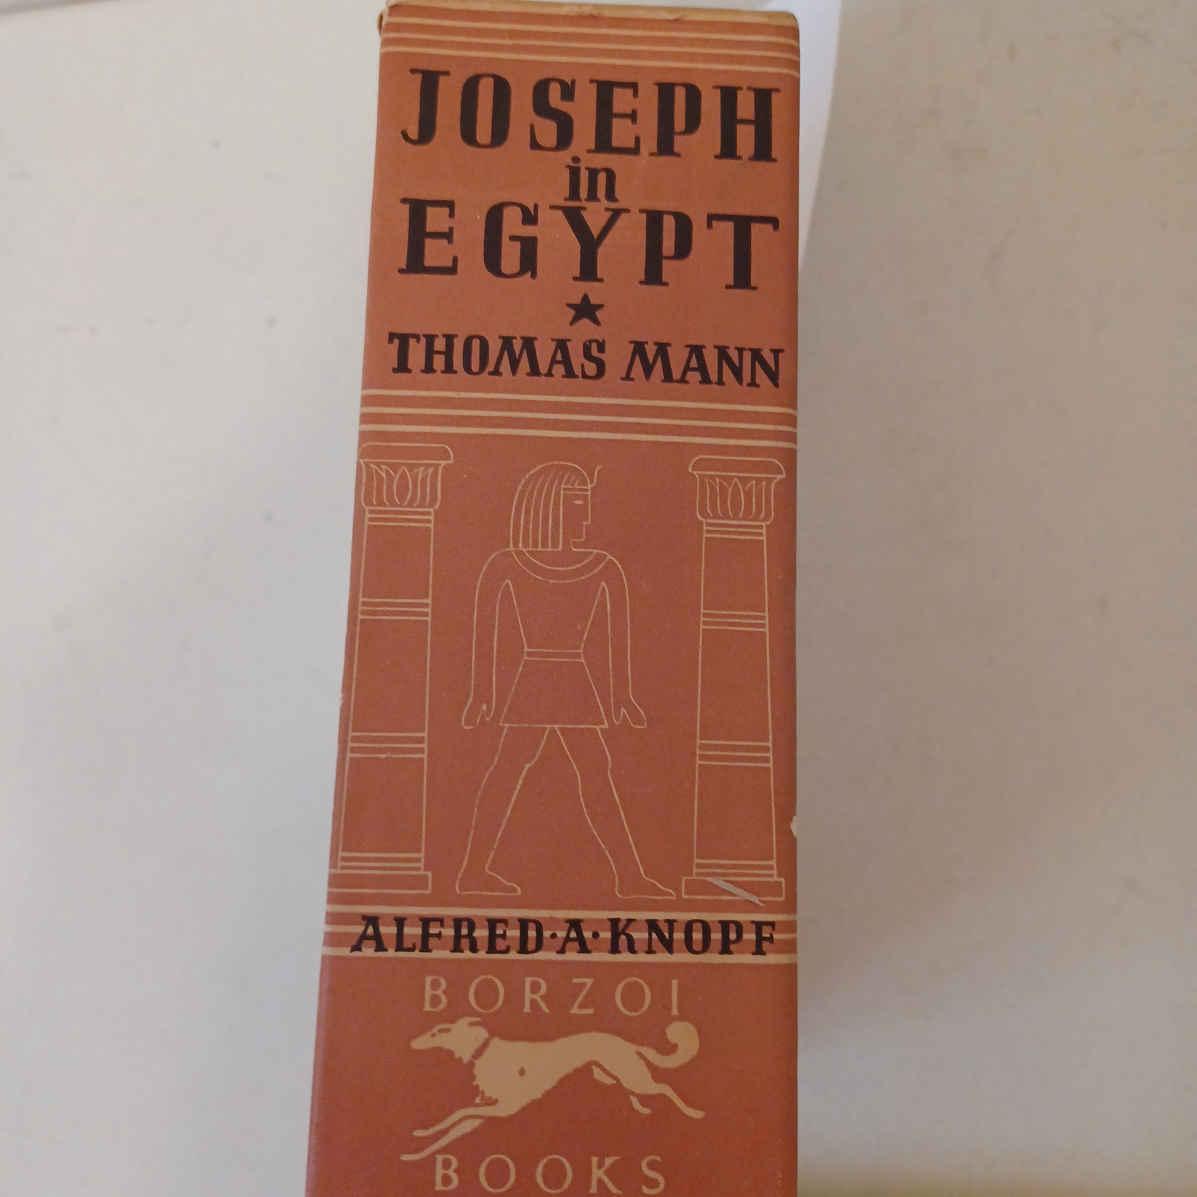 JOSEPH
in
EGYPT
THOMAS MANN
ALFRED·A·KNOPF
BORZOI
BOOKS